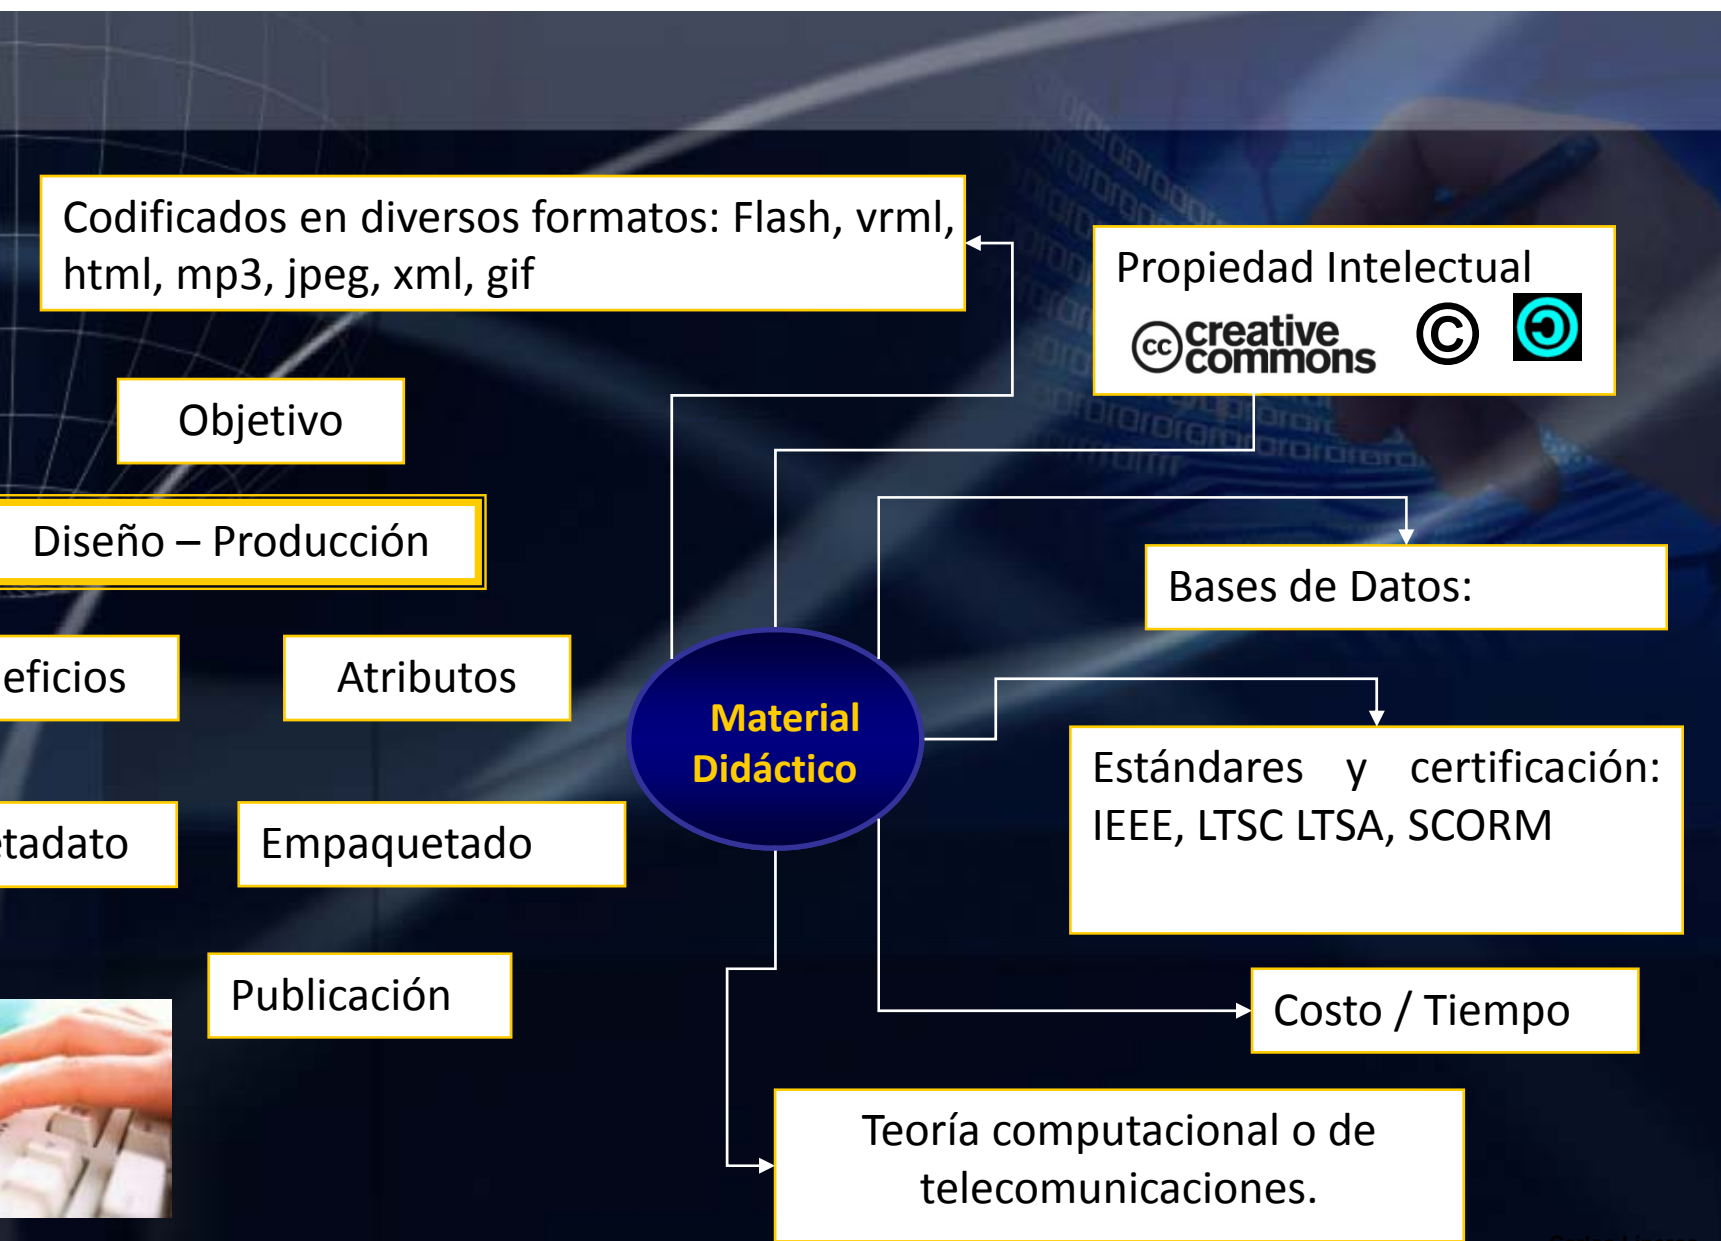 Codificados en diversos formatos: Flash, vrml,
html, mp3, jpeg, xml, gif
Propiedad Intelectual
cc creative
commons
©
Objetivo
Diseño – Producción
Bases de Datos:
eficios
Atributos
Material
Didáctico
Estándares y certificación:
IEEE, LTSC LTSA, SCORM
tadato
Empaquetado
Publicación
Costo / Tiempo
Teoría computacional o de
telecomunicaciones.